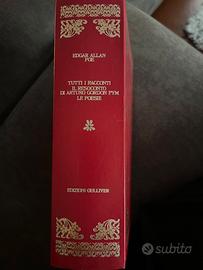 EDGAR ALLAN
POE
TUTTI I RACCONTI
IL RESOCONTO
DI ARTURO GORDON PYM
LE POESIE
EDIZIONI GULLIVER
subito